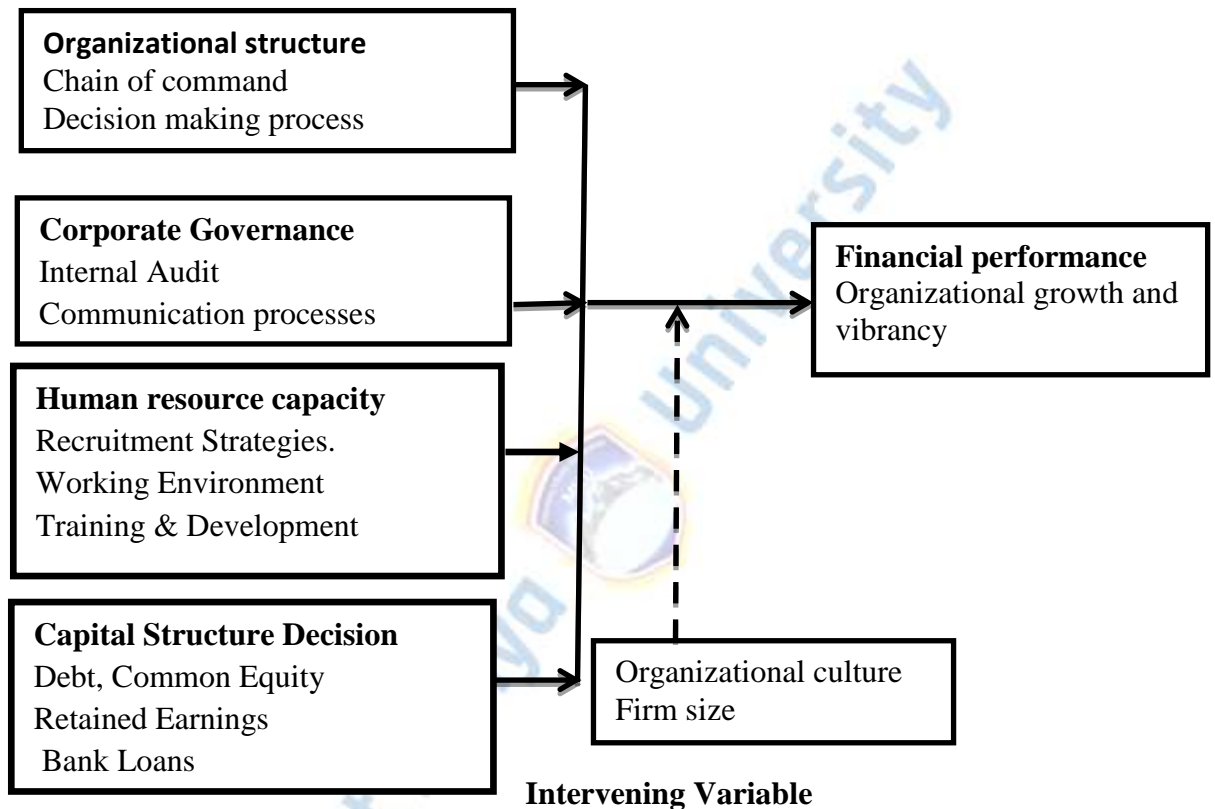 Organizational structure
Chain of command
Decision making process
Corporate Governance
Internal Audit
Communication processes
Human resource capacity
Recruitment Strategies.
Working Environment
Training & Development
Capital Structure Decision
Debt, Common Equity
Retained Earnings
Bank Loans
Financial performance
Organizational growth and
vibrancy
Organizational culture
Firm size
Intervening Variable
University